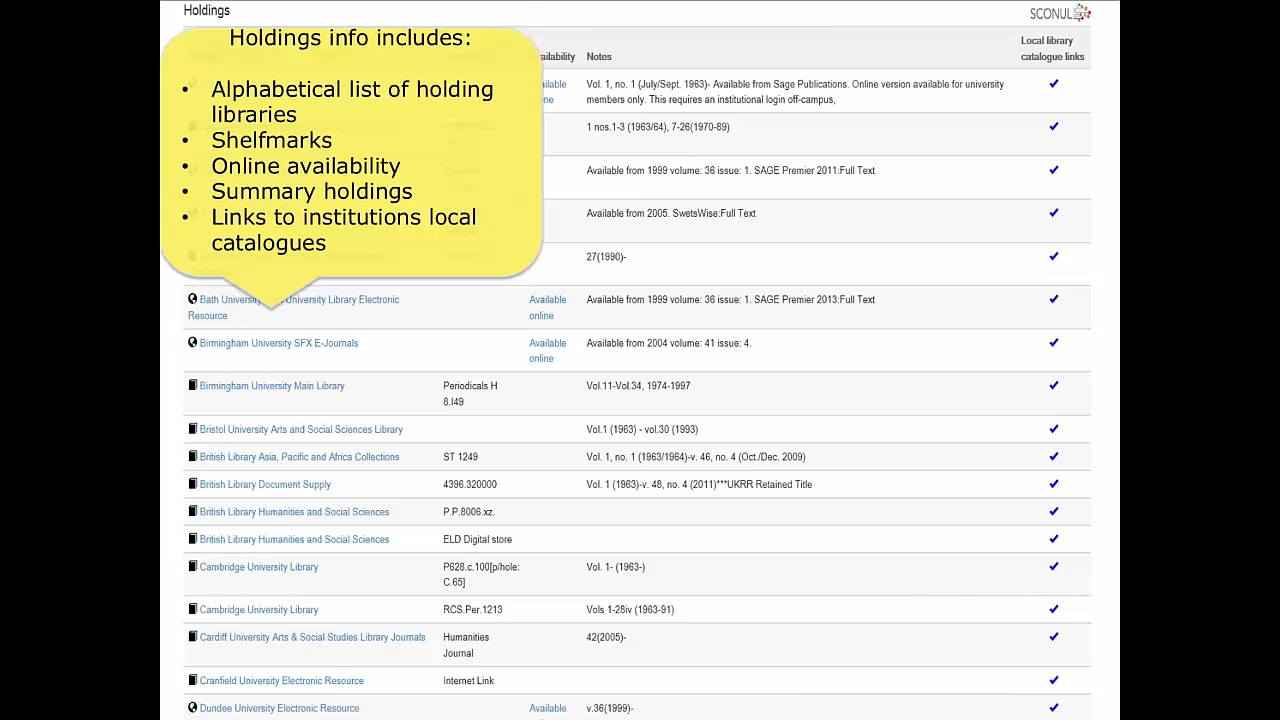 Holdings
SCONUL
Holdings info includes:
• Alphabetical list of holding
libraries
• Shelfmarks
• Online availability
• Summary holdings
• Links to institutions local
catalogues
Notes
Local library
catalogue links
Vol. 1, no. 1 (July/Sept. 1963)- Available from Sage Publications. Online version available for university
members only. This requires an institutional login off-campus,
1 nos.1-3 (1963/64), 7-26(1970-89)
Available from 1999 volume: 36 issue: 1. SAGE Premier 2011:Full Text
Available from 2005. SwetsWise:Full Text
27(1990)-
Bath University University Library Electronic
Resource
Available
online
Available from 1999 volume: 36 issue: 1. SAGE Premier 2013:Full Text
Birmingham University SFX E-Journals
Available
online
Available from 2004 volume: 41 issue: 4.
Birmingham University Main Library
Periodicals H
8.I49
Vol.11-Vol.34, 1974-1997
Bristol University Arts and Social Sciences Library
Vol.1 (1963) - vol.30 (1993)
British Library Asia, Pacific and Africa Collections
ST 1249
Vol. 1, no. 1 (1963/1964)-v. 46, no. 4 (Oct./Dec. 2009)
British Library Document Supply
4396.320000
Vol. 1 (1963)-v. 48, no. 4 (2011)***UKRR Retained Title
British Library Humanities and Social Sciences
P.P.8006.xz.
British Library Humanities and Social Sciences
ELD Digital store
Cambridge University Library
P628.c.100[p/hole:
C.65]
Vol. 1- (1963-)
Cambridge University Library
RCS.Per.1213
Vols 1-28iv (1963-91)
Cardiff University Arts & Social Studies Library Journals
Humanities
Journal
42(2005)-
Cranfield University Electronic Resource
Internet Link
Dundee University Electronic Resource
Available
v.36(1999)-